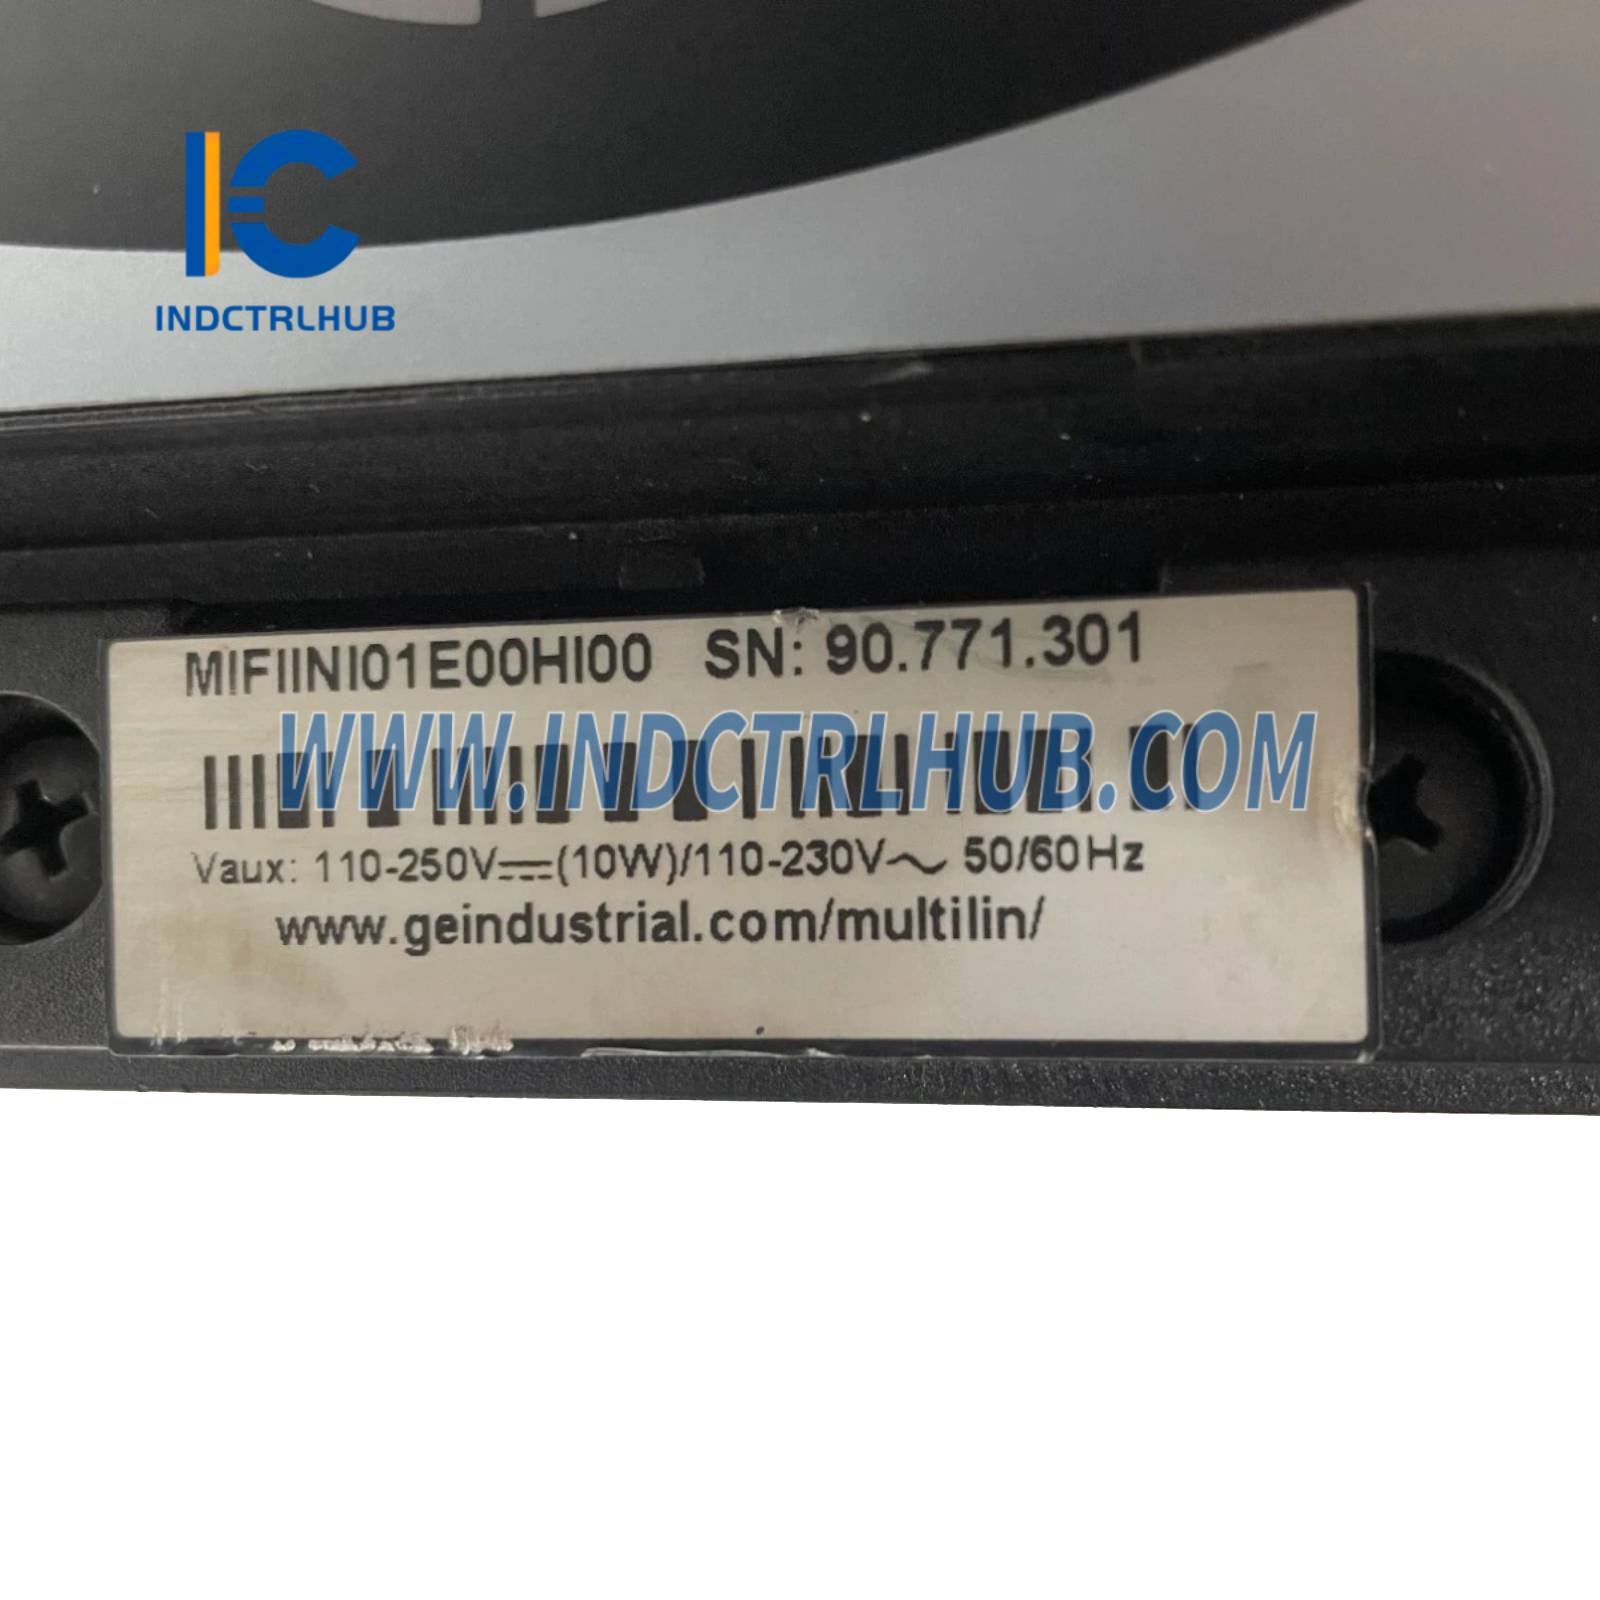 INDCTRLHUB
MIFIINI01E00HI00 SN: 90.771.301
WWW.INDCTRLHUB.COM
Vaux: 110-250V⎓(10W)/110-230V~ 50/60Hz
www.geindustrial.com/multilin/